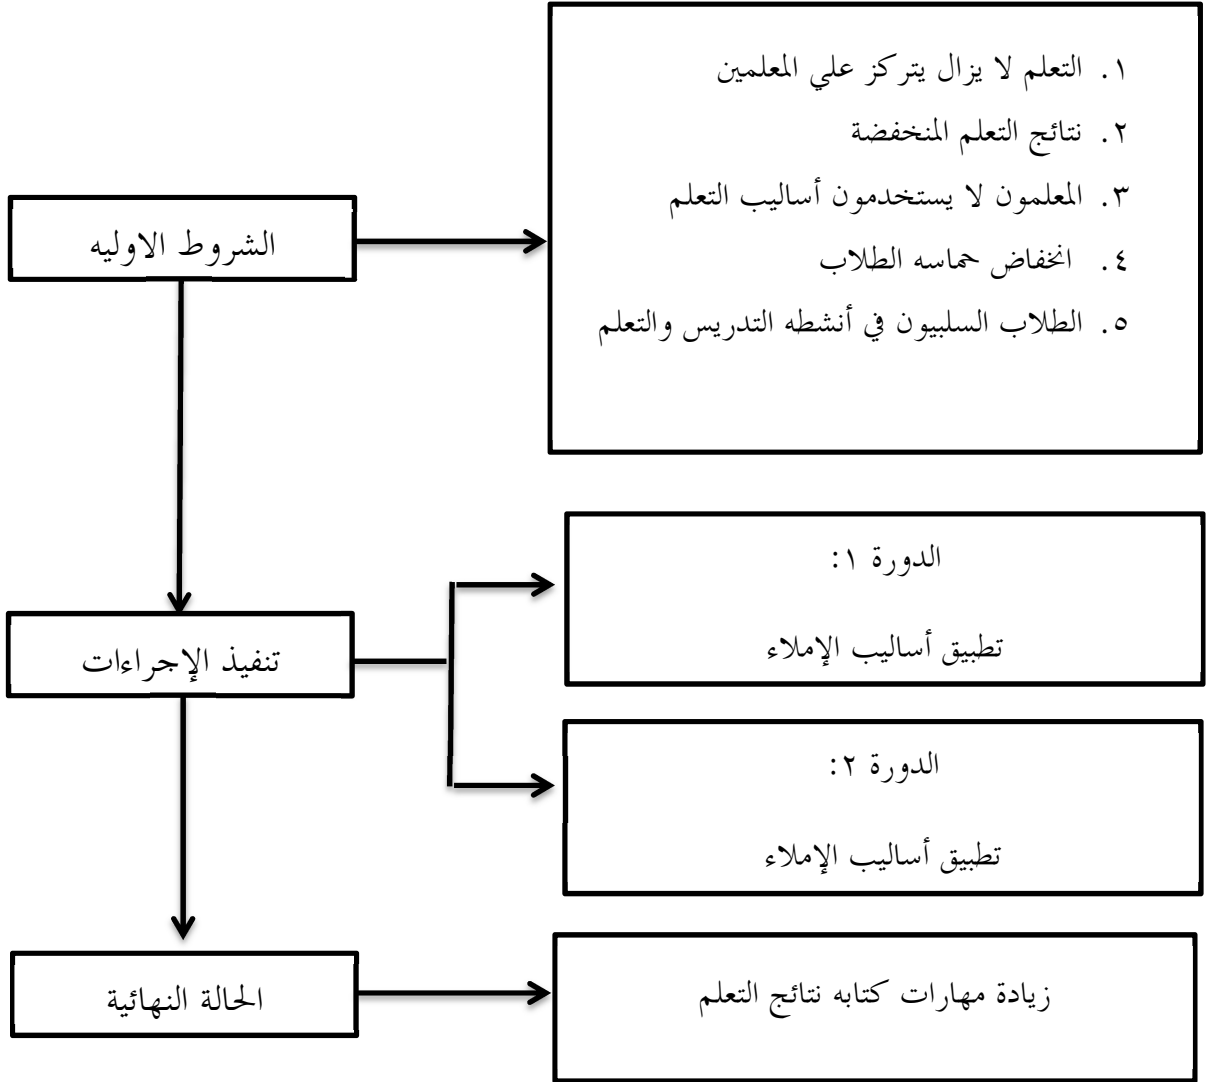 ١. التعلم لا يزال يتركز علي المعلمين
٢. نتائج التعلم المنخفضة
٣. المعلمون لا يستخدمون أساليب التعلم
٤. انخفاض حماسه الطلاب
٥. الطلاب السلبيون في أنشطه التدريس والتعلم
الشروط الاوليه
الدورة ١:
تطبيق أساليب الإملاء
تنفيذ الإجراءات
الدورة ٢:
تطبيق أساليب الإملاء
الحالة النهائية
زيادة مهارات كتابه نتائج التعلم